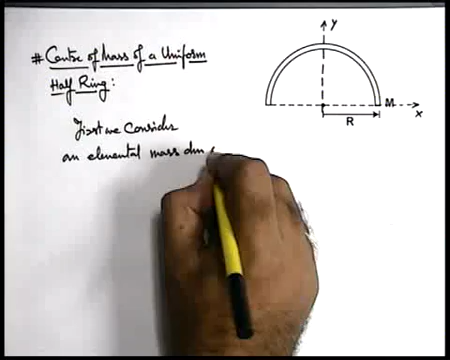 # Centre of Mass of a Uniform
Half Ring:
y
M
x
R
First we Consider
an elemental mass dm